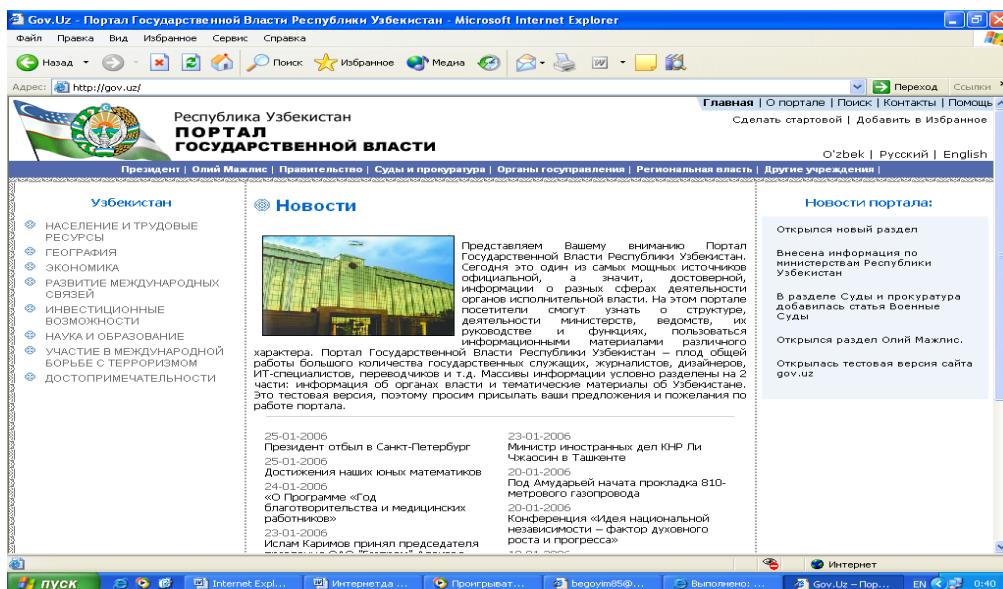 Gov.Uz - Портал Государственной Власти Республики Узбекистан - Microsoft Internet Explorer
Файл Правка Вид Избранное Сервис Справка
Назад Поиск Избранное Медиа
Адрес: http://gov.uz/ Переход Ссылки
Главная | О портале | Поиск | Контакты | Помощь
Сделать стартовой | Добавить в Избранное
Республика Узбекистан
ПОРТАЛ
ГОСУДАРСТВЕННОЙ ВЛАСТИ
O'zbek | Русский | English
Президент | Олий Мажлис | Правительство | Суды и прокуратура | Органы госуправления | Региональная власть | Другие учреждения |
Узбекистан
НАСЕЛЕНИЕ И ТРУДОВЫЕ
РЕСУРСЫ
ГЕОГРАФИЯ
ЭКОНОМИКА
РАЗВИТИЕ МЕЖДУНАРОДНЫХ
СВЯЗЕЙ
ИНВЕСТИЦИОННЫЕ
ВОЗМОЖНОСТИ
НАУКА И ОБРАЗОВАНИЕ
УЧАСТИЕ В МЕЖДУНАРОДНОЙ
БОРЬБЕ С ТЕРРОРИЗМОМ
ДОСТОПРИМЕЧАТЕЛЬНОСТИ
Новости
Представляем Вашему вниманию Портал
Государственной Власти Республики Узбекистан.
Сегодня это один из самых мощных источников
официальной, а значит, достоверной,
информации о разных сферах деятельности
органов исполнительной власти. На этом портале
посетители смогут узнать о структуре,
деятельности министерств, ведомств, их
руководстве и функциях, пользоваться
информационными материалами различного
характера. Портал Государственной Власти Республики Узбекистан – плод общей
работы большого количества государственных служащих, журналистов, дизайнеров,
ИТ-специалистов, переводчиков и т.д. Массивы информации условно разделены на 2
части: информация об органах власти и тематические материалы об Узбекистане.
Это тестовая версия, поэтому просим присылать ваши предложения и пожелания по
работе портала.
25-01-2006
Президент отбыл в Санкт-Петербург
25-01-2006
Достижения наших юных математиков
24-01-2006
«О Программе «Год
благотворительства и медицинских
работников»
23-01-2006
Ислам Каримов принял председателя
23-01-2006
Министр иностранных дел КНР Ли
Чжаосин в Ташкенте
20-01-2006
Под Амударьей начата прокладка 810-
метрового газопровода
20-01-2006
Конференция «Идея национальной
независимости – фактор духовного
роста и прогресса»
Новости портала:
Открылся новый раздел
Внесена информация по
министерствам Республики
Узбекистан
В разделе Суды и прокуратура
добавилась статья Военные
Суды
Открылся раздел Олий Мажлис.
Открылась тестовая версия сайта
gov.uz
Интернет
пуск Internet Expl... Интернетда ... Проигрыват... begoyim85@... Выполнено: ... Gov.Uz – Пор... EN 0:40